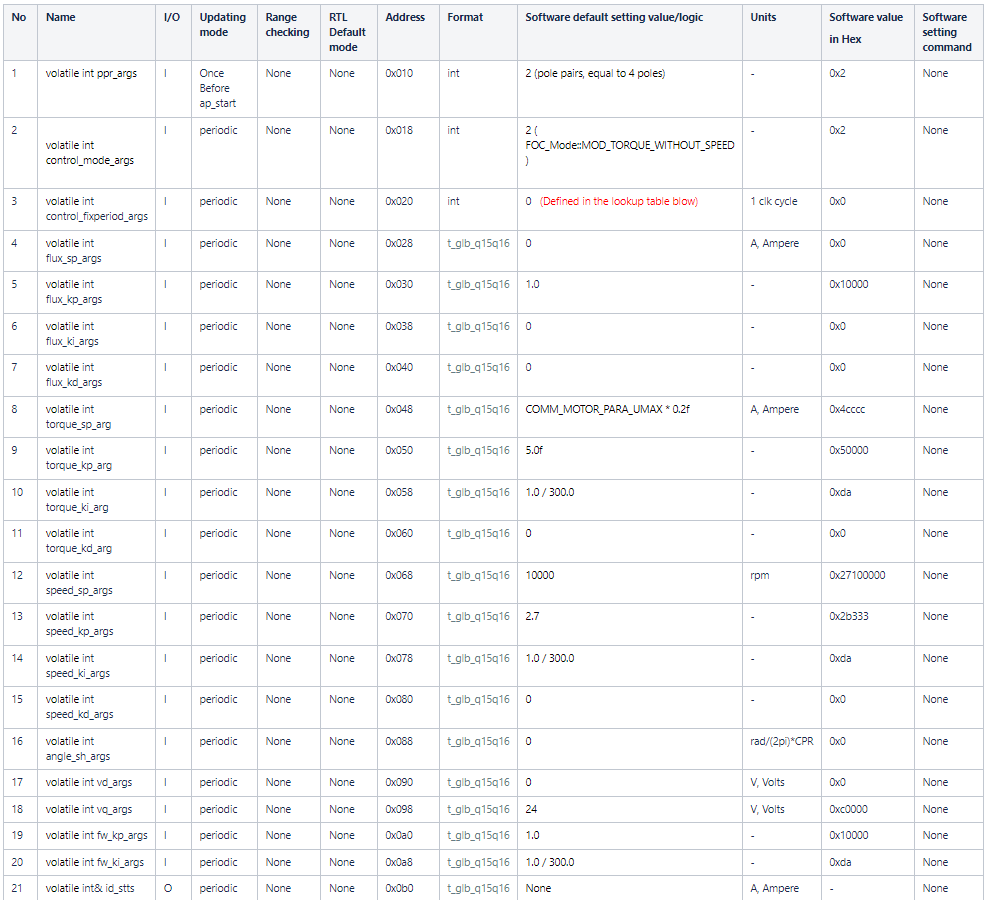 No Name I/O Updating mode Range checking RTL Default mode Address Format Software default setting value/logic Units Software value in Hex Software setting command
1 volatile int ppr_args I Once Before ap_start None None 0x010 int 2 (pole pairs, equal to 4 poles) - 0x2 None
2 volatile int control_mode_args I periodic None None 0x018 int 2 ( FOC_Mode::MOD_TORQUE_WITHOUT_SPEED ) - 0x2 None
3 volatile int control_fixperiod_args I periodic None None 0x020 int 0 (Defined in the lookup table blow) 1 clk cycle 0x0 None
4 volatile int flux_sp_args I periodic None None 0x028 t_glb_q15q16 0 A, Ampere 0x0 None
5 volatile int flux_kp_args I periodic None None 0x030 t_glb_q15q16 1.0 - 0x10000 None
6 volatile int flux_ki_args I periodic None None 0x038 t_glb_q15q16 0 - 0x0 None
7 volatile int flux_kd_args I periodic None None 0x040 t_glb_q15q16 0 - 0x0 None
8 volatile int torque_sp_arg I periodic None None 0x048 t_glb_q15q16 COMM_MOTOR_PARA_UMAX * 0.2f A, Ampere 0x4cccc None
9 volatile int torque_kp_arg I periodic None None 0x050 t_glb_q15q16 5.0f - 0x50000 None
10 volatile int torque_ki_arg I periodic None None 0x058 t_glb_q15q16 1.0 / 300.0 - 0xda None
11 volatile int torque_kd_arg I periodic None None 0x060 t_glb_q15q16 0 - 0x0 None
12 volatile int speed_sp_args I periodic None None 0x068 t_glb_q15q16 10000 rpm 0x27100000 None
13 volatile int speed_kp_args I periodic None None 0x070 t_glb_q15q16 2.7 - 0x2b333 None
14 volatile int speed_ki_args I periodic None None 0x078 t_glb_q15q16 1.0 / 300.0 - 0xda None
15 volatile int speed_kd_args I periodic None None 0x080 t_glb_q15q16 0 - 0x0 None
16 volatile int angle_sh_args I periodic None None 0x088 t_glb_q15q16 0 rad/(2pi)*CPR 0x0 None
17 volatile int vd_args I periodic None None 0x090 t_glb_q15q16 0 V, Volts 0x0 None
18 volatile int vq_args I periodic None None 0x098 t_glb_q15q16 24 V, Volts 0xc0000 None
19 volatile int fw_kp_args I periodic None None 0x0a0 t_glb_q15q16 1.0 - 0x10000 None
20 volatile int fw_ki_args I periodic None None 0x0a8 t_glb_q15q16 1.0 / 300.0 - 0xda None
21 volatile int& id_stts O periodic None None 0x0b0 t_glb_q15q16 None A, Ampere - None